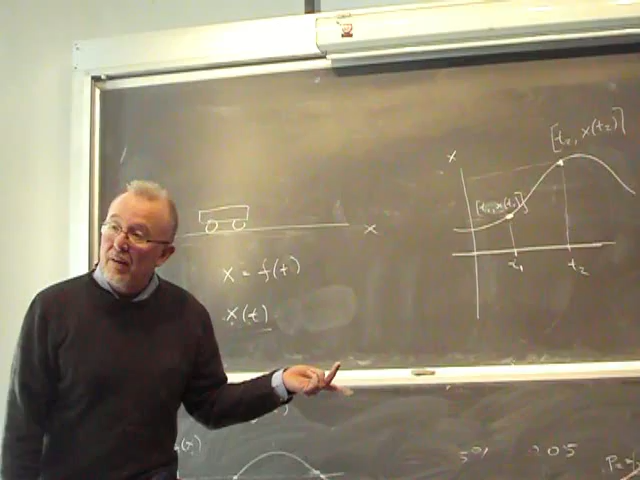 x
x = f(t)
x(t)
x
[t₂, x(t₂)]
[t₁, x(t₁)]
t₁
t₂